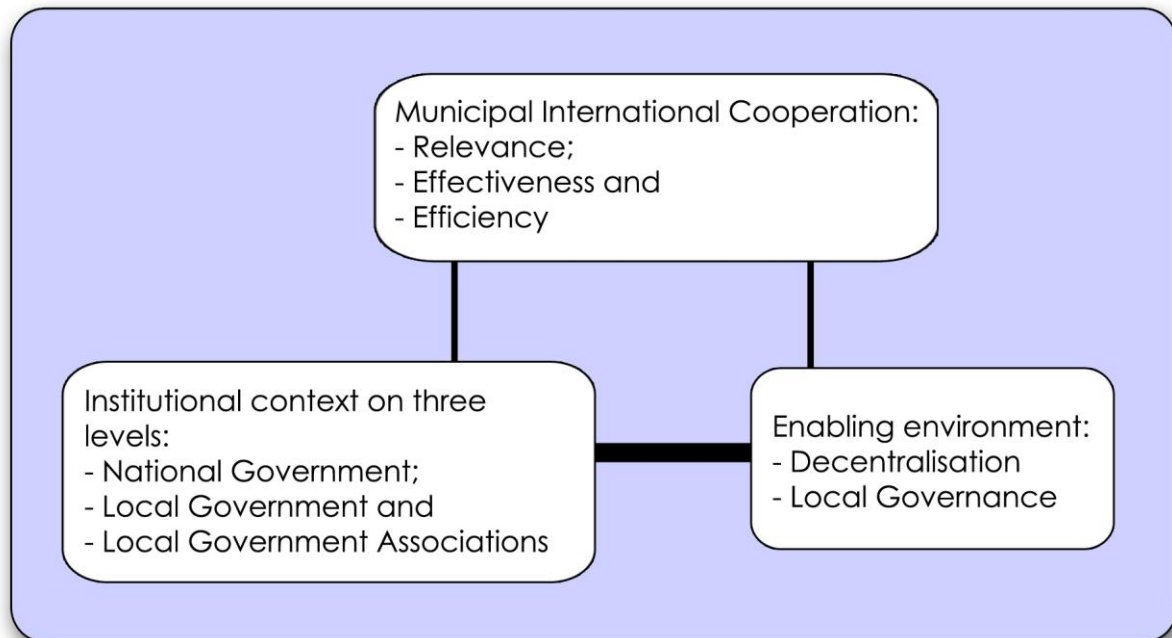 Municipal International Cooperation:
- Relevance;
- Effectiveness and
- Efficiency
Institutional context on three
levels:
- National Government;
- Local Government and
- Local Government Associations
Enabling environment:
- Decentralisation
- Local Governance